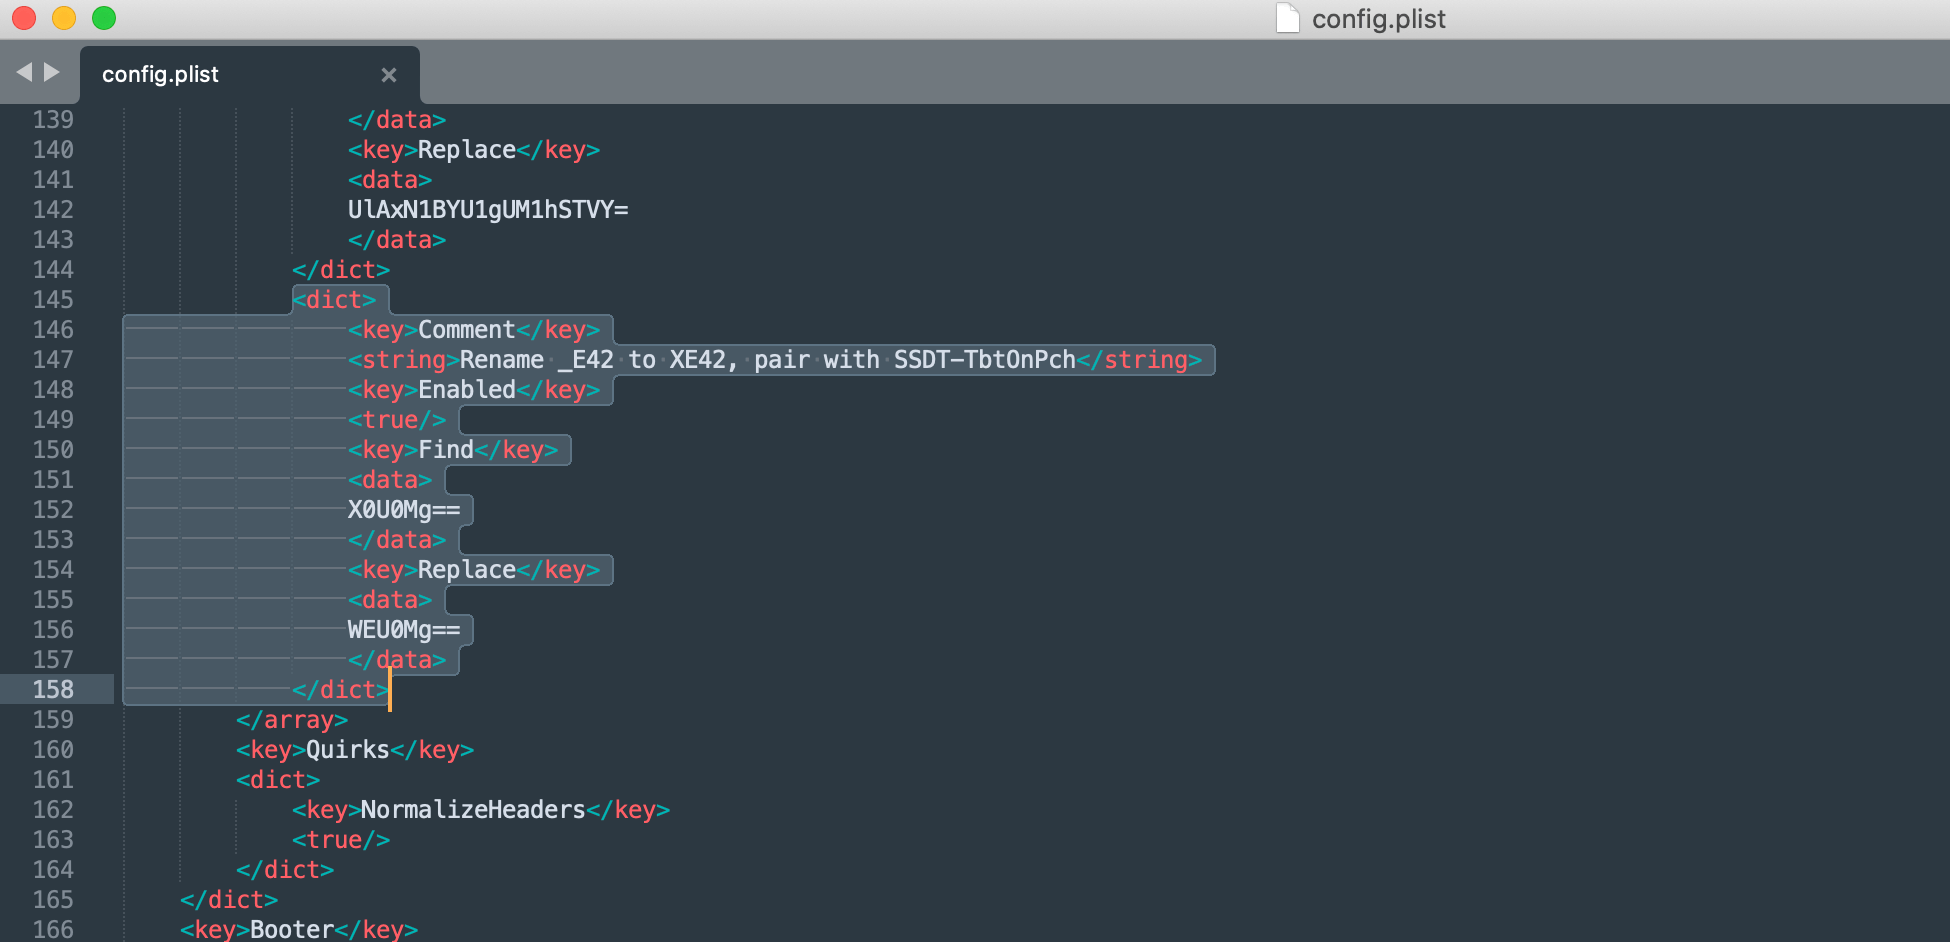 config.plist
config.plist
139 </data>
140 <key>Replace</key>
141 <data>
142 UlAxN1BYU1gUM1hSTVY=
143 </data>
144 </dict>
145 <dict>
146 <key>Comment</key>
147 <string>Rename _E42 to XE42, pair with SSDT-TbtOnPch</string>
148 <key>Enabled</key>
149 <true/>
150 <key>Find</key>
151 <data>
152 X0U0Mg==
153 </data>
154 <key>Replace</key>
155 <data>
156 WEU0Mg==
157 </data>
158 </dict>
159 </array>
160 <key>Quirks</key>
161 <dict>
162 <key>NormalizeHeaders</key>
163 <true/>
164 </dict>
165 </dict>
166 <key>Booter</key>